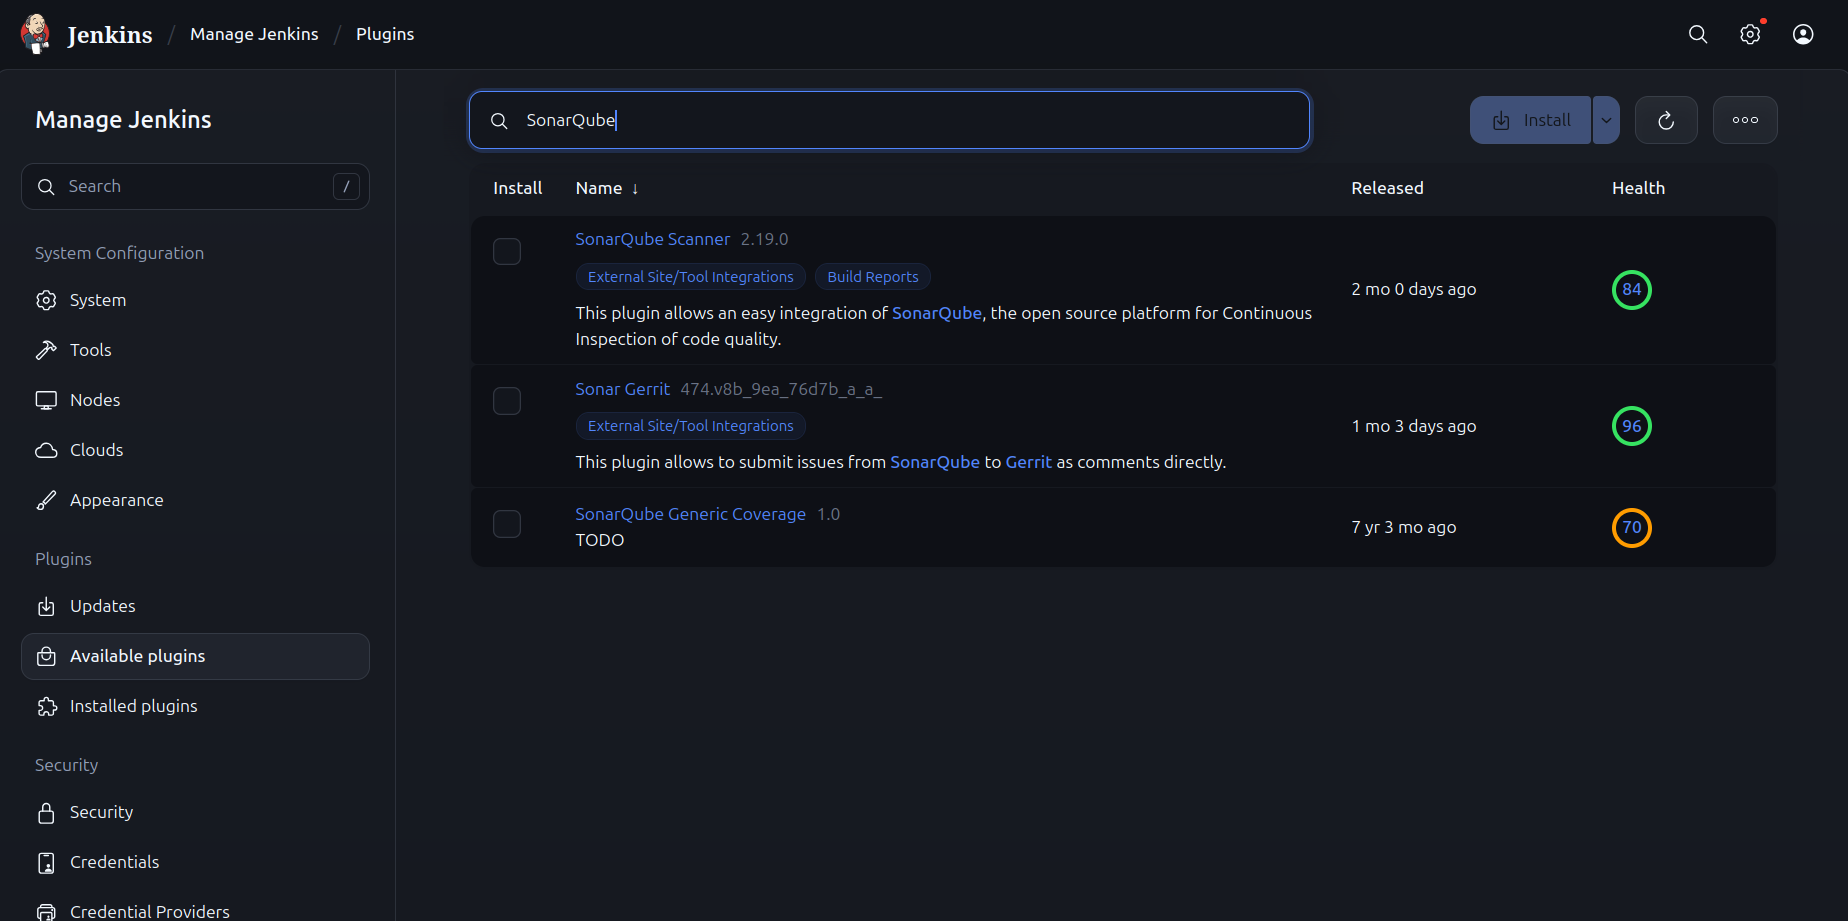 Jenkins / Manage Jenkins / Plugins
Manage Jenkins
Search /
System Configuration
System
Tools
Nodes
Clouds
Appearance
Plugins
Updates
Available plugins
Installed plugins
Security
Security
Credentials
Credential Providers
SonarQube
Install
Install Name ↓ Released Health
SonarQube Scanner 2.19.0
External Site/Tool Integrations Build Reports
This plugin allows an easy integration of SonarQube, the open source platform for Continuous
Inspection of code quality.
2 mo 0 days ago
84
Sonar Gerrit 474.v8b_9ea_76d7b_a_a_
External Site/Tool Integrations
This plugin allows to submit issues from SonarQube to Gerrit as comments directly.
1 mo 3 days ago
96
SonarQube Generic Coverage 1.0
TODO
7 yr 3 mo ago
70